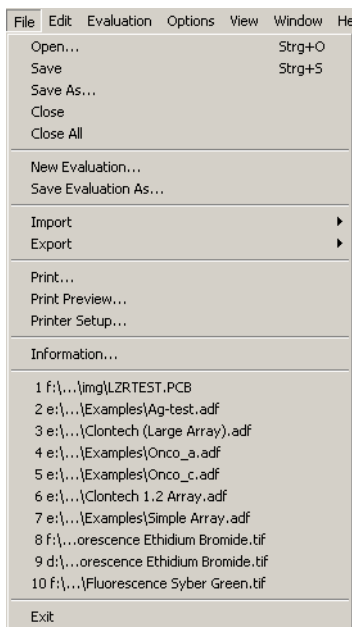 File Edit Evaluation Options View Window He
Open... Strg+O
Save Strg+S
Save As...
Close
Close All
New Evaluation...
Save Evaluation As...
Import
Export
Print...
Print Preview...
Printer Setup...
Information...
1 f:\...\img\LZRTEST.PCB
2 e:\...\Examples\Ag-test.adf
3 e:\...\Clontech (Large Array).adf
4 e:\...\Examples\Onco_a.adf
5 e:\...\Examples\Onco_c.adf
6 e:\...\Clontech 1.2 Array.adf
7 e:\...\Examples\Simple Array.adf
8 f:\...orescence Ethidium Bromide.tif
9 d:\...orescence Ethidium Bromide.tif
10 f:\...\Fluorescence Syber Green.tif
Exit